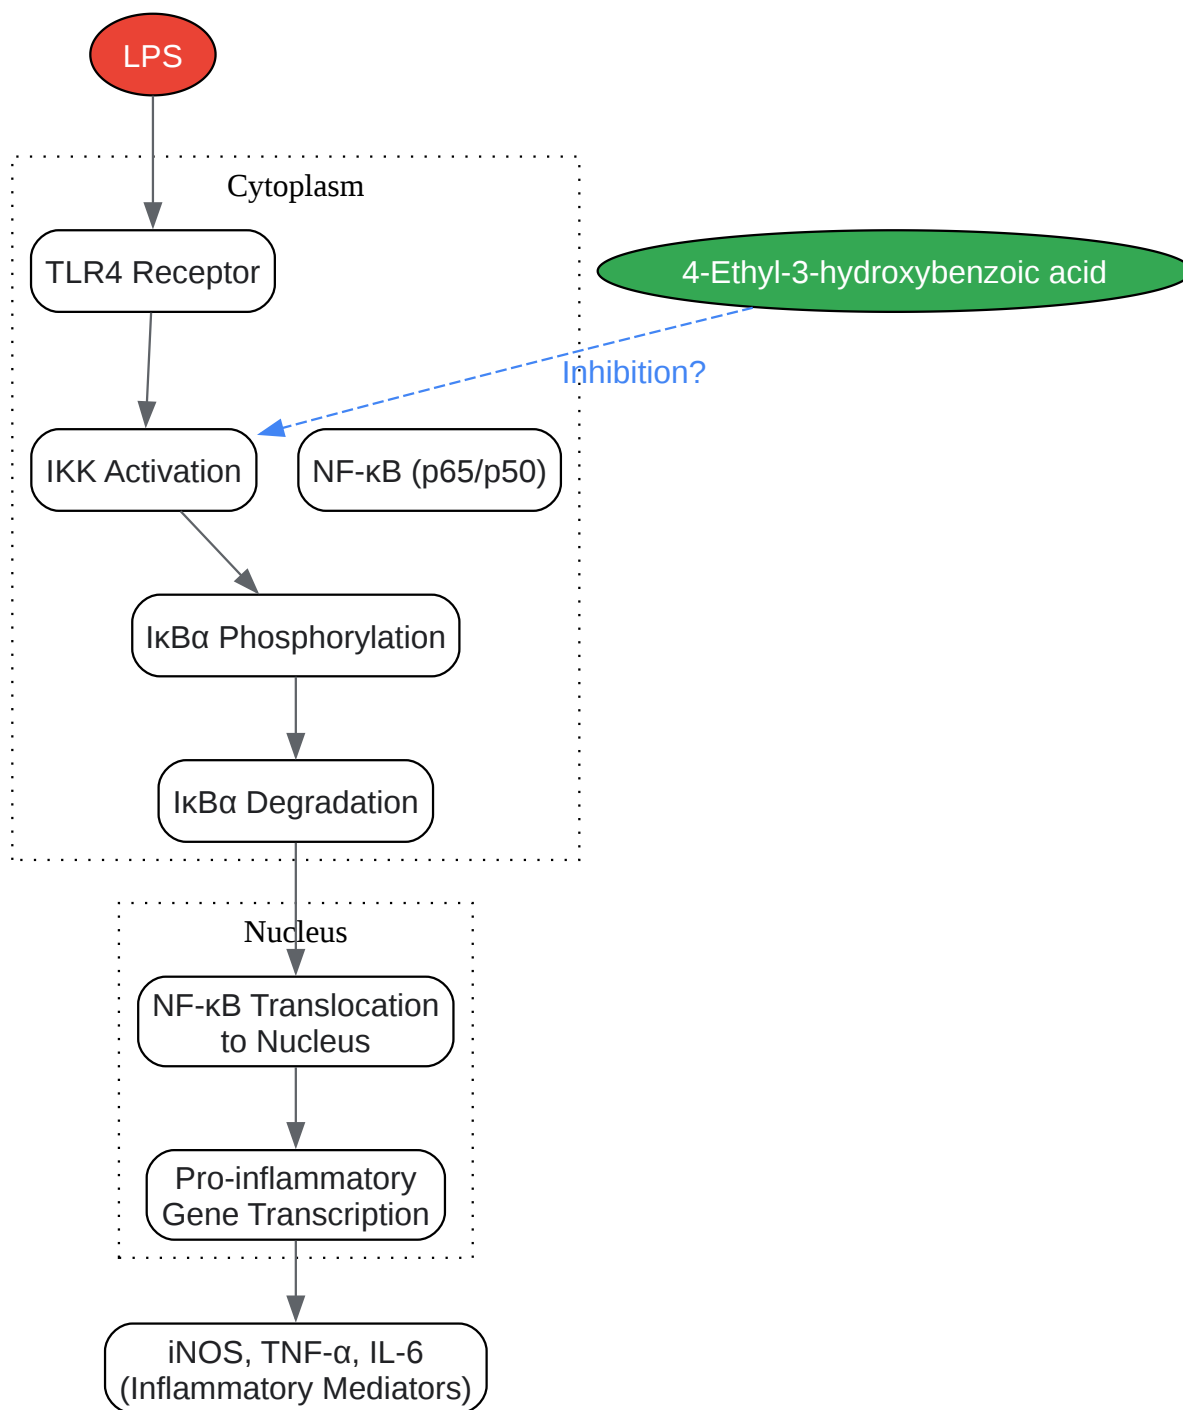 LPS
Cytoplasm
TLR4 Receptor
4-Ethyl-3-hydroxybenzoic acid
Inhibition?
IKK Activation
NF-κB (p65/p50)
IκBα Phosphorylation
IκBα Degradation
Nucleus
NF-κB Translocation
to Nucleus
Pro-inflammatory
Gene Transcription
iNOS, TNF-α, IL-6
(Inflammatory Mediators)